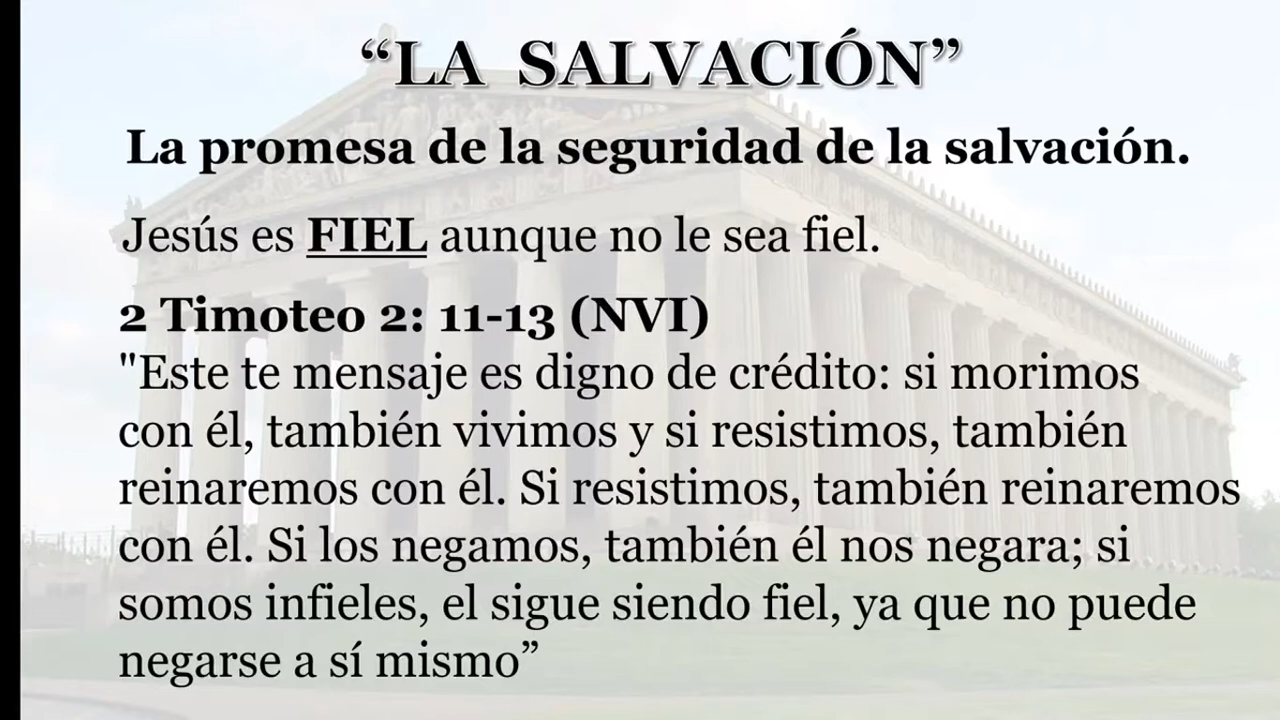 “LA SALVACIÓN”
La promesa de la seguridad de la salvación.
Jesús es FIEL aunque no le sea fiel.
2 Timoteo 2: 11-13 (NVI)
"Este te mensaje es digno de crédito: si morimos
con él, también vivimos y si resistimos, también
reinaremos con él. Si resistimos, también reinaremos
con él. Si los negamos, también él nos negara; si
somos infieles, el sigue siendo fiel, ya que no puede
negarse a sí mismo”